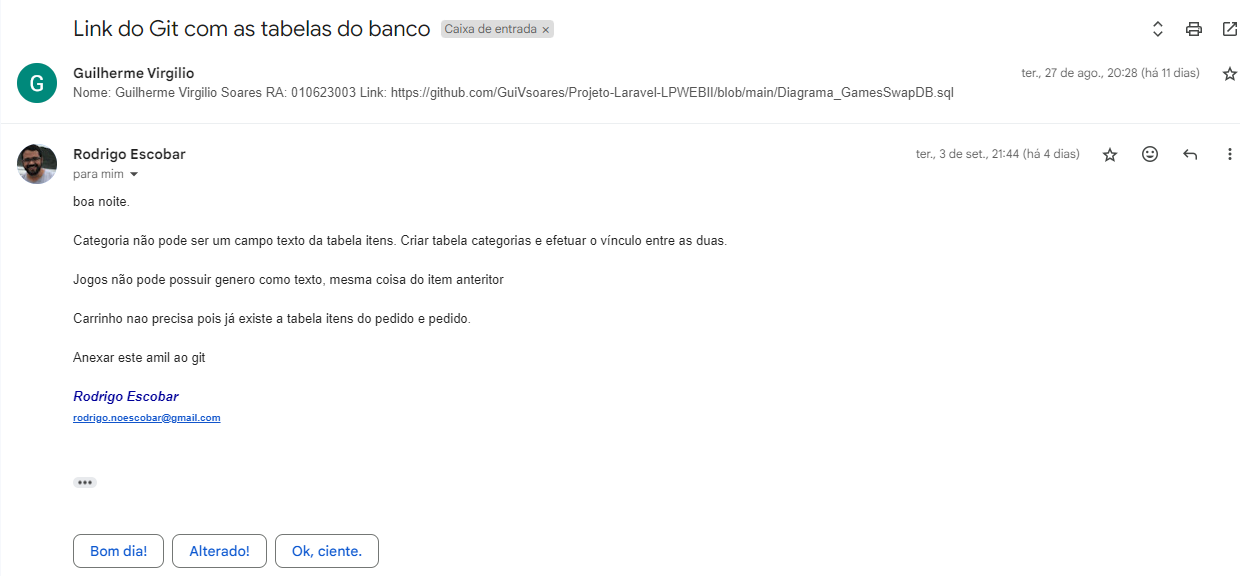 Link do Git com as tabelas do banco Caixa de entrada ×
G
Guilherme Virgilio ter., 27 de ago., 20:28 (há 11 dias)
Nome: Guilherme Virgilio Soares RA: 010623003 Link: https://github.com/GuiVsoares/Projeto-Laravel-LPWEBII/blob/main/Diagrama_GamesSwapDB.sql
Rodrigo Escobar ter., 3 de set., 21:44 (há 4 dias)
para mim
boa noite.
Categoria não pode ser um campo texto da tabela itens. Criar tabela categorias e efetuar o vínculo entre as duas.
Jogos não pode possuir genero como texto, mesma coisa do item anteritor
Carrinho nao precisa pois já existe a tabela itens do pedido e pedido.
Anexar este amil ao git
Rodrigo Escobar
rodrigo.noescobar@gmail.com
Bom dia! Alterado! Ok, ciente.